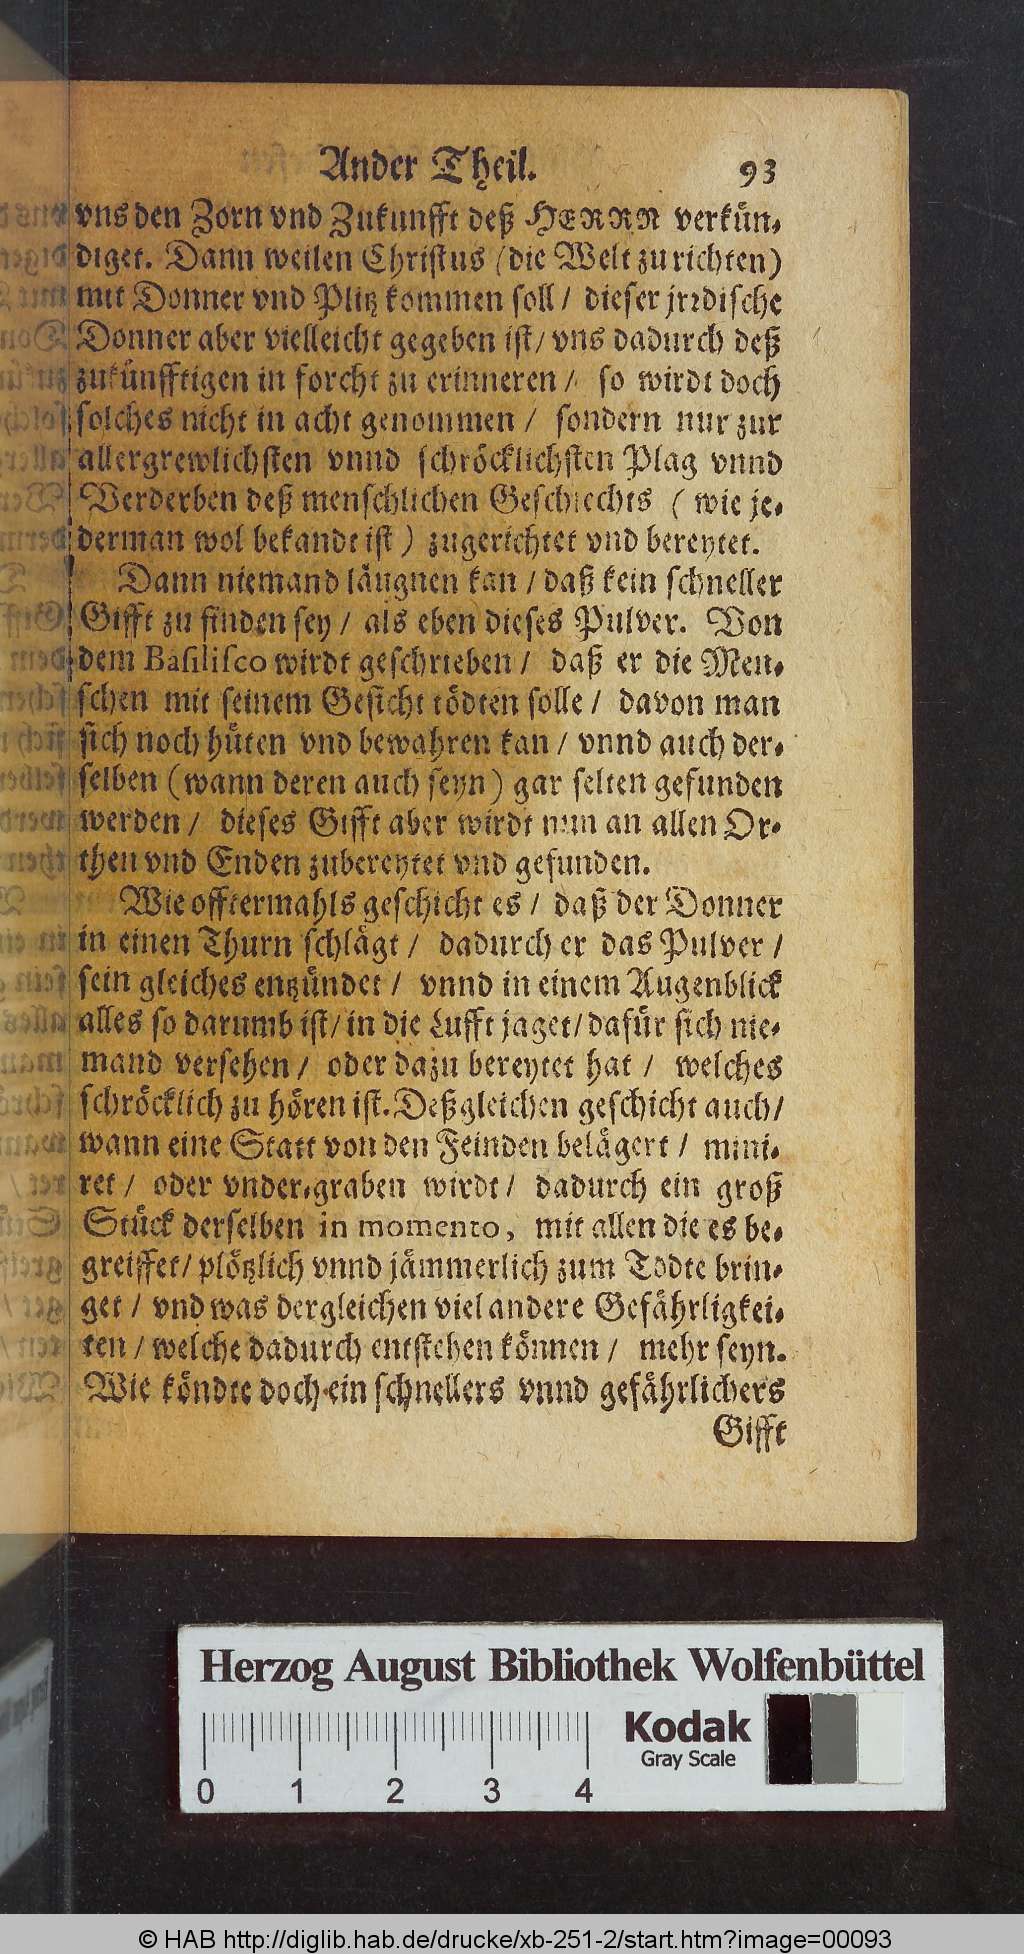 Ander Theil. 93
vns den Zorn vnd Zukunfft deß HERRN verkün-
diget. Dann weilen Christus (die Welt zu richten)
mit Donner vnd Plitz kommen soll / dieser jrrdische
Donner aber vielleicht gegeben ist / vns dadurch deß
zukünfftigen in forcht zu erinneren / so wirdt doch
solches nicht in acht genommen / sondern nur zur
allergrewlichsten vnnd schröcklichsten Plag vnnd
Verderben deß menschlichen Geschlechts (wie je-
derman wol bekandt ist) zugerichtet vnd bereytet.
Dann niemand läugnen kan / daß kein schneller
Gifft zu finden sey / als eben dieses Pulver. Von
dem Basilisco wirdt geschrieben / daß er die Men-
schen mit seinem Gesicht tödten solle / davon man
sich noch hüten vnd bewahren kan / vnnd auch der-
selben (wann deren auch seyn) gar selten gefunden
werden / dieses Gifft aber wirdt nun an allen Or-
then vnd Enden zubereytet vnd gefunden.
Wie offtermahls geschicht es / daß der Donner
in einen Thurn schlägt / dadurch er das Pulver /
sein gleiches entzündet / vnnd in einem Augenblick
alles so darumb ist / in die Lufft jaget / dafür sich nie-
mand versehen / oder dazu bereytet hat / welches
schröcklich zu hören ist. Deßgleichen geschicht auch /
wann eine Statt von den Feinden belägert / mini-
ret / oder vnder-graben wirdt / dadurch ein groß
Stück derselben in momento, mit allen die es be-
greiffet / plötzlich vnnd jämmerlich zum Todte brin-
get / vnd was dergleichen viel andere Gefährligkei-
ten / welche dadurch entstehen können / mehr seyn.
Wie köndte doch ein schnellers vnnd gefährlichers
Gifft
Herzog August Bibliothek Wolfenbüttel
0 1 2 3 4
Kodak
Gray Scale
© HAB http://diglib.hab.de/drucke/xb-251-2/start.htm?image=00093